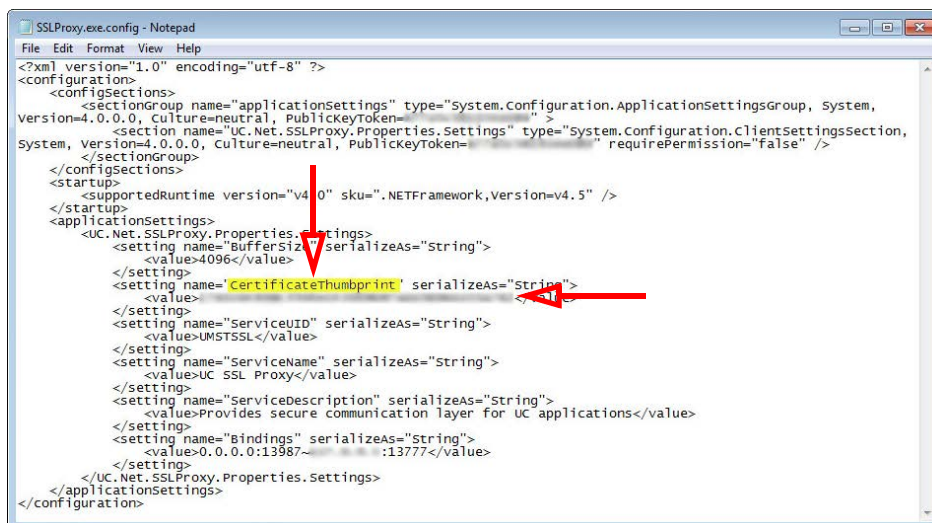 SSLProxy.exe.config - Notepad
File Edit Format View Help
<?xml version="1.0" encoding="utf-8" ?>
<configuration>
<configSections>
<sectionGroup name="applicationSettings" type="System.Configuration.ApplicationSettingsGroup, System,
Version=4.0.0.0, Culture=neutral, PublicKeyToken= " >
<section name="UC.Net.SSLProxy.Properties.Settings" type="System.Configuration.ClientSettingsSection,
System, Version=4.0.0.0, Culture=neutral, PublicKeyToken= " requirePermission="false" />
</sectionGroup>
</configSections>
<startup>
<supportedRuntime version="v4.0" sku=".NETFramework,Version=v4.5" />
</startup>
<applicationSettings>
<UC.Net.SSLProxy.Properties.Settings>
<setting name="BufferSize" serializeAs="String">
<value>4096</value>
</setting>
<setting name="CertificateThumbprint" serializeAs="String">
<value> </value>
</setting>
<setting name="ServiceUID" serializeAs="String">
<value>UMSTSSL</value>
</setting>
<setting name="ServiceName" serializeAs="String">
<value>UC SSL Proxy</value>
</setting>
<setting name="ServiceDescription" serializeAs="String">
<value>Provides secure communication layer for UC applications</value>
</setting>
<setting name="Bindings" serializeAs="String">
<value>0.0.0.0:13987~ :13777</value>
</setting>
</UC.Net.SSLProxy.Properties.Settings>
</applicationSettings>
</configuration>